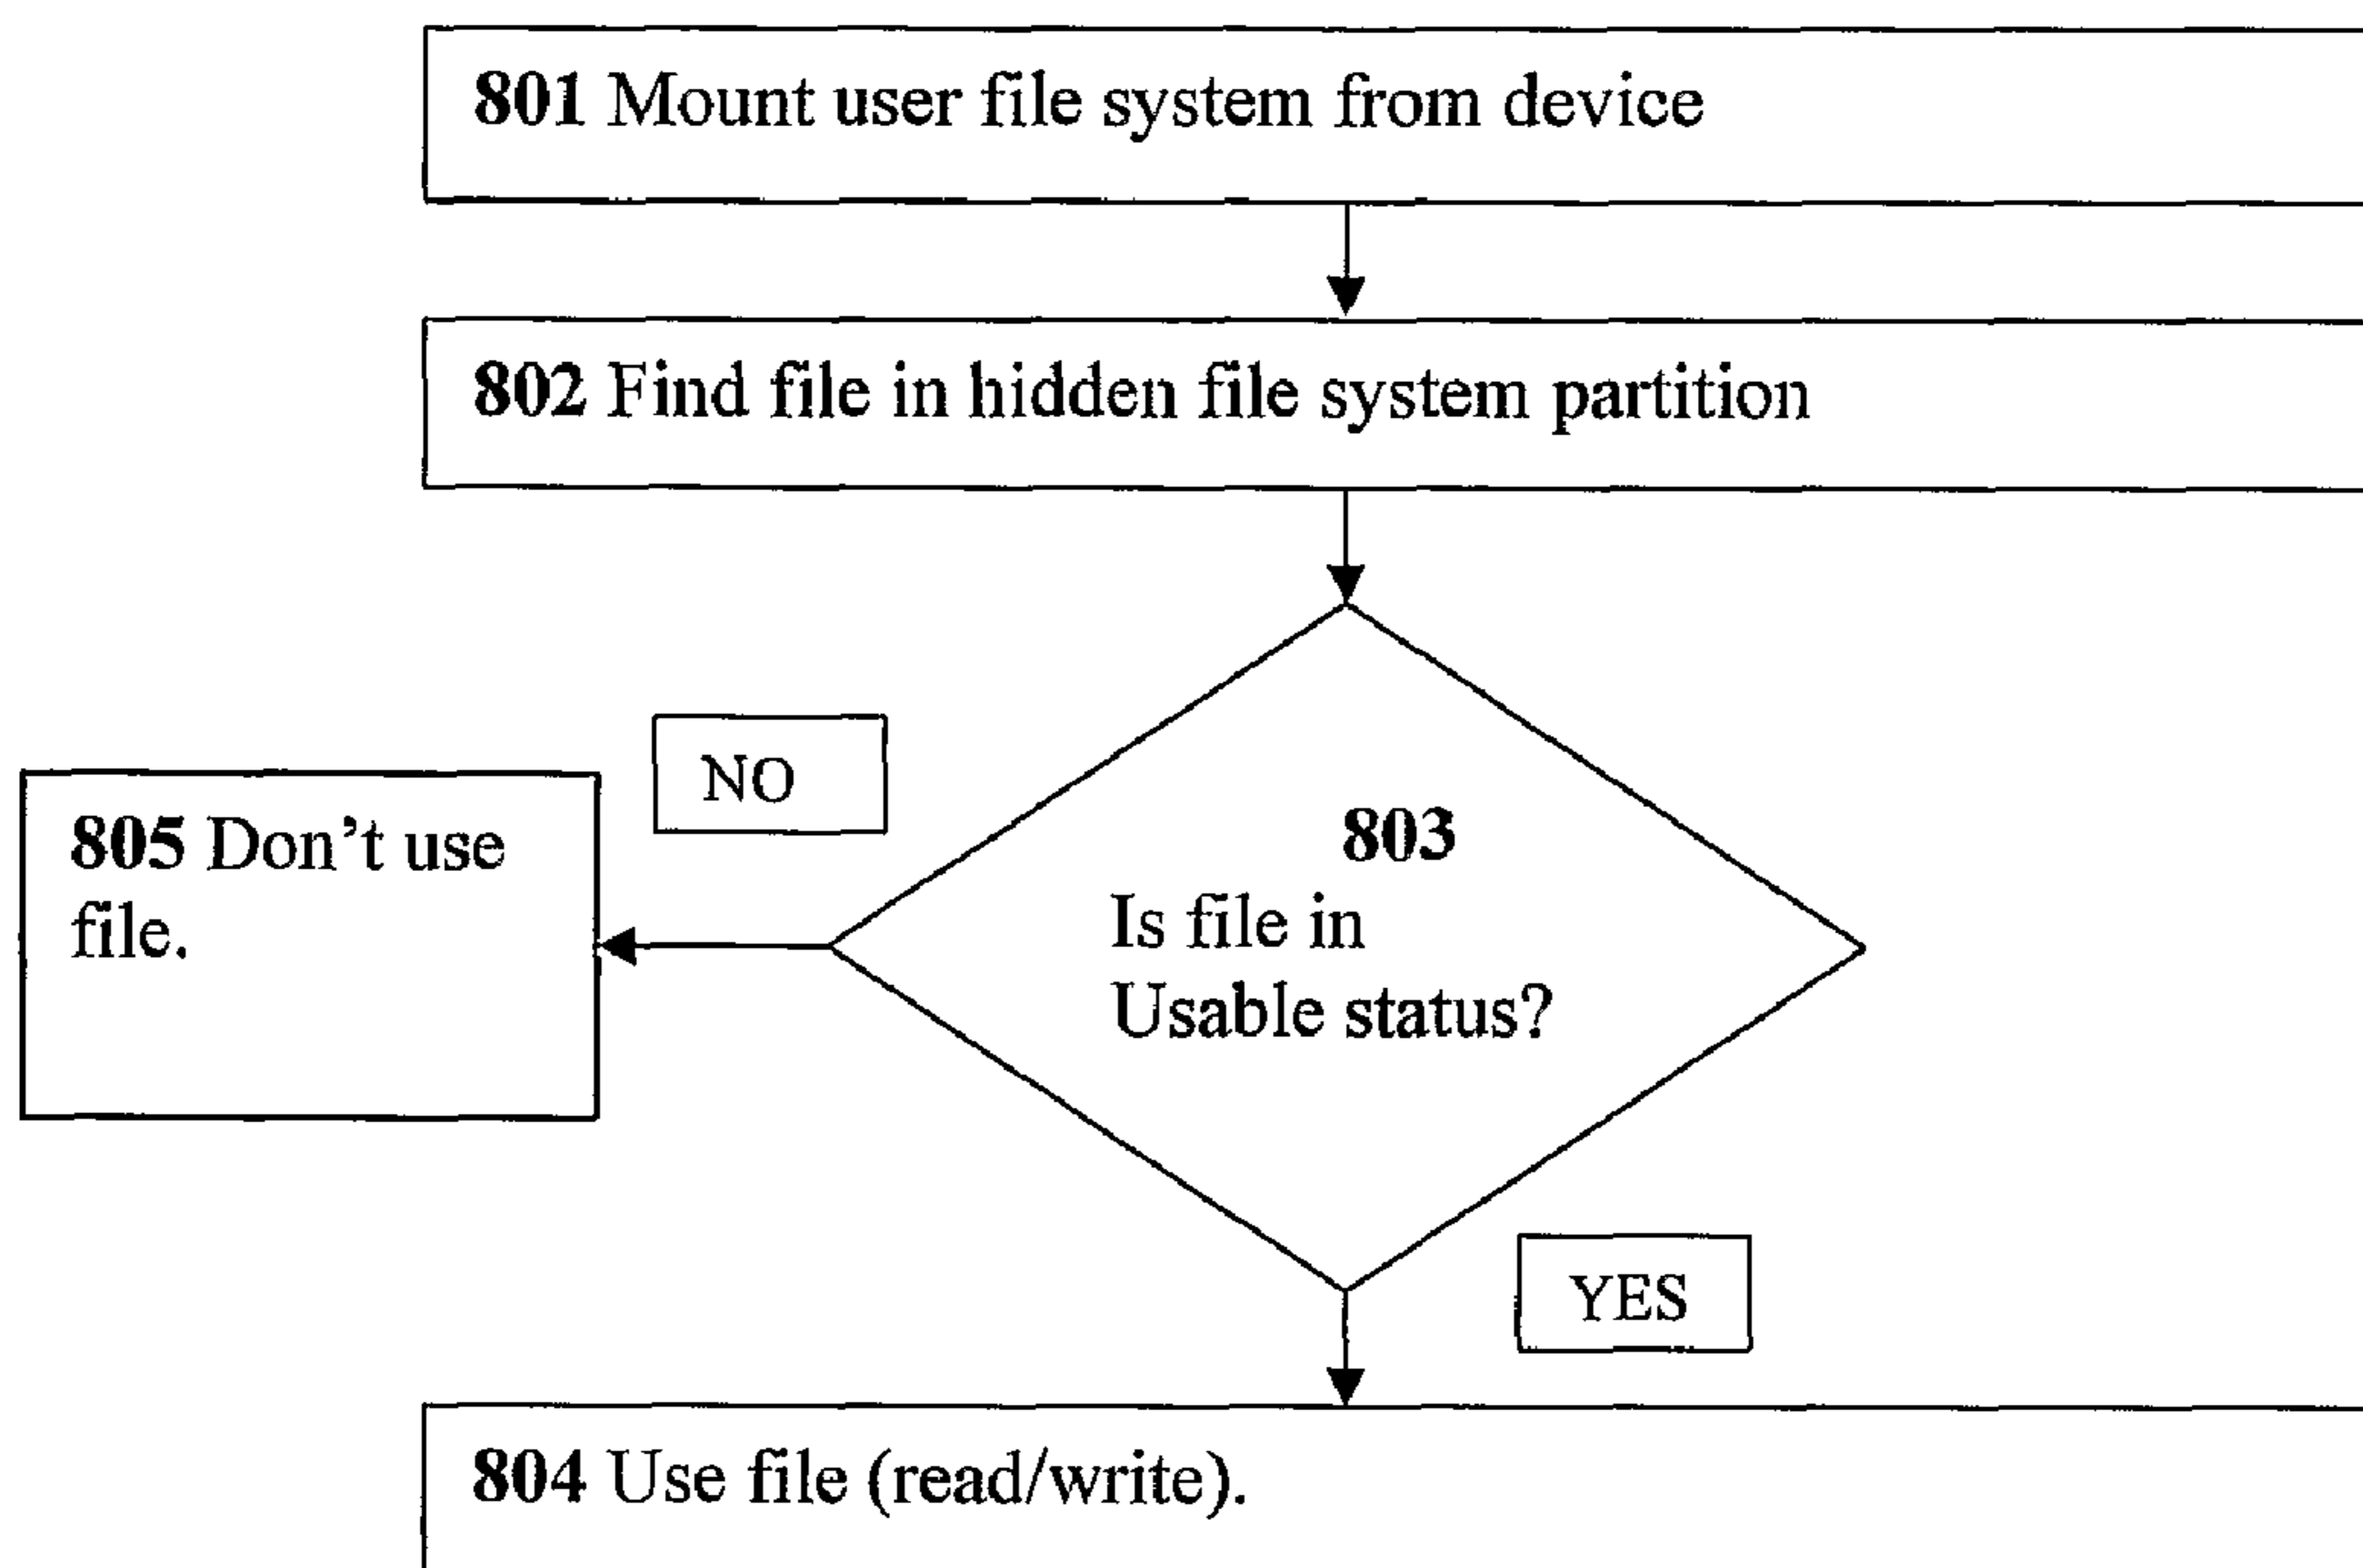 801 Mount user file system from device
802 Find file in hidden file system partition
NO
805 Don't use
file.
803
Is file in
Usable status?
YES
804 Use file (read/write).